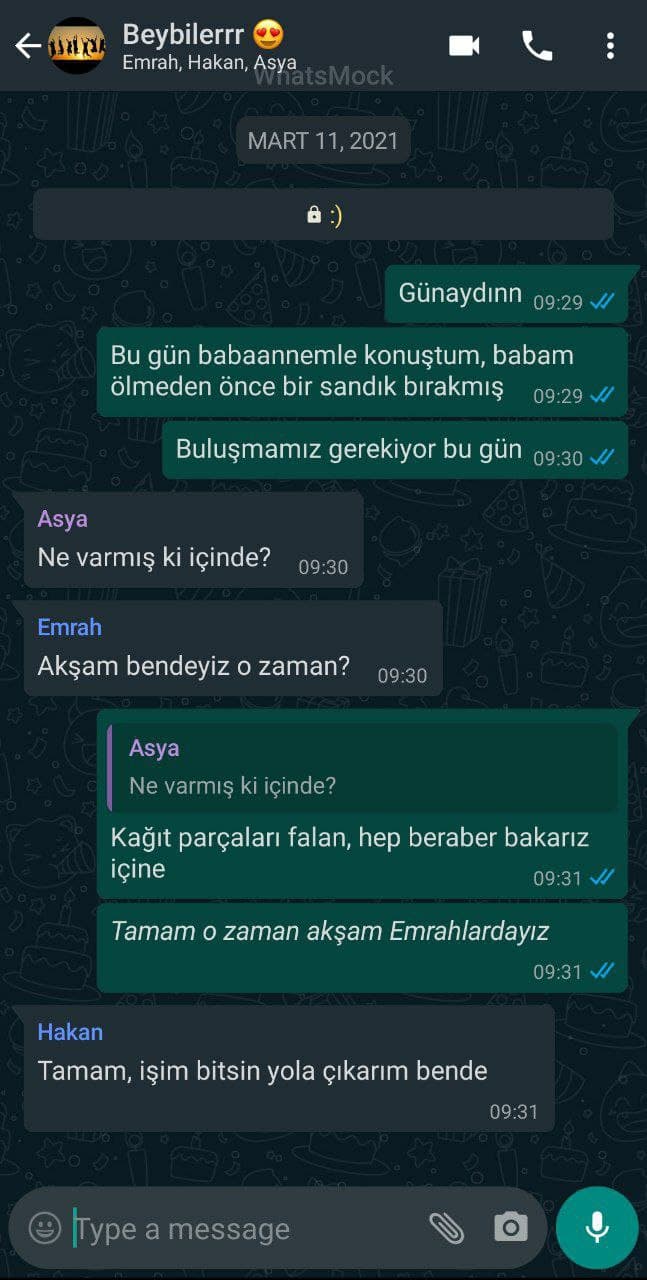 Beybilerrr 😍
Emrah, Hakan, Asya
WhatsMock
MART 11, 2021
🔒 :)
Günaydınn 09:29
Bu gün babaannemle konuştum, babam
ölmeden önce bir sandık bırakmış 09:29
Buluşmamız gerekiyor bu gün 09:30
Asya
Ne varmış ki içinde? 09:30
Emrah
Akşam bendeyiz o zaman? 09:30
Asya
Ne varmış ki içinde?
Kağıt parçaları falan, hep beraber bakarız
içine 09:31
Tamam o zaman akşam Emrahlardayız
09:31
Hakan
Tamam, işim bitsin yola çıkarım bende
09:31
Type a message